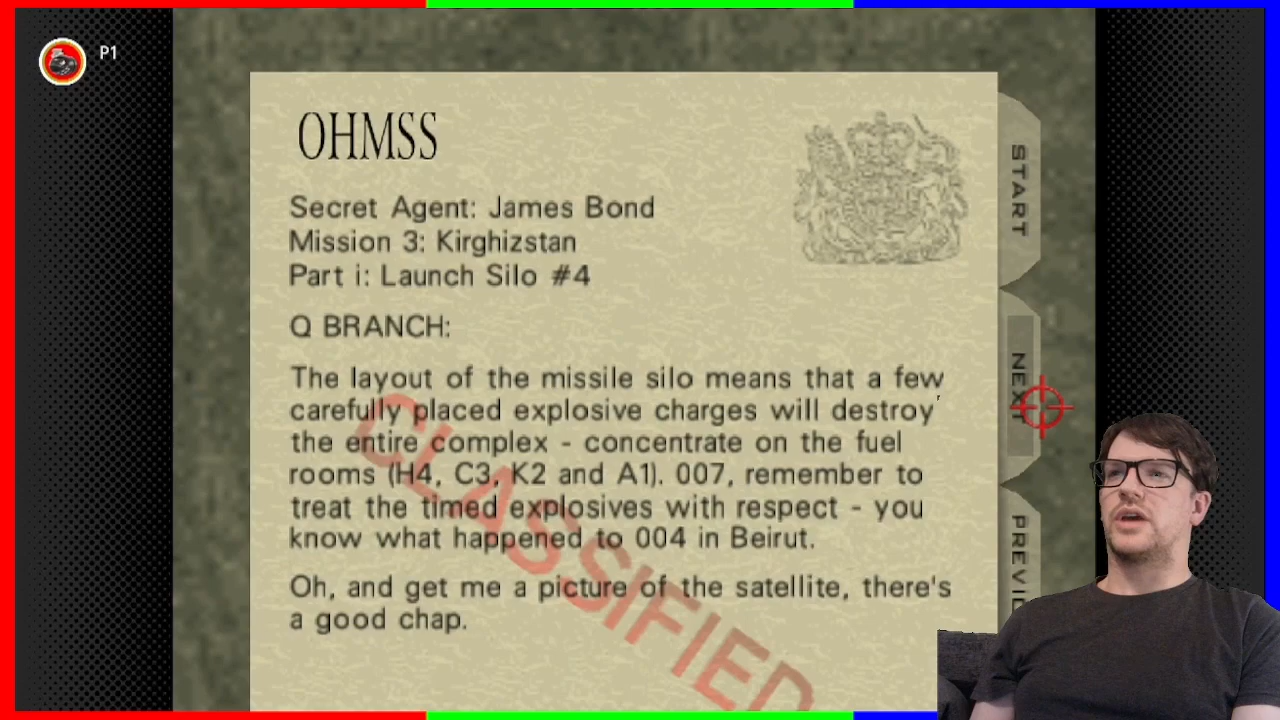 P1
OHMSS
Secret Agent: James Bond
Mission 3: Kirghizstan
Part i: Launch Silo #4
Q BRANCH:
The layout of the missile silo means that a few
carefully placed explosive charges will destroy
the entire complex - concentrate on the fuel
rooms (H4, C3, K2 and A1). 007, remember to
treat the timed explosives with respect - you
know what happened to 004 in Beirut.
Oh, and get me a picture of the satellite, there's
a good chap.
CLASSIFIED
START
NEXT
PREVIO